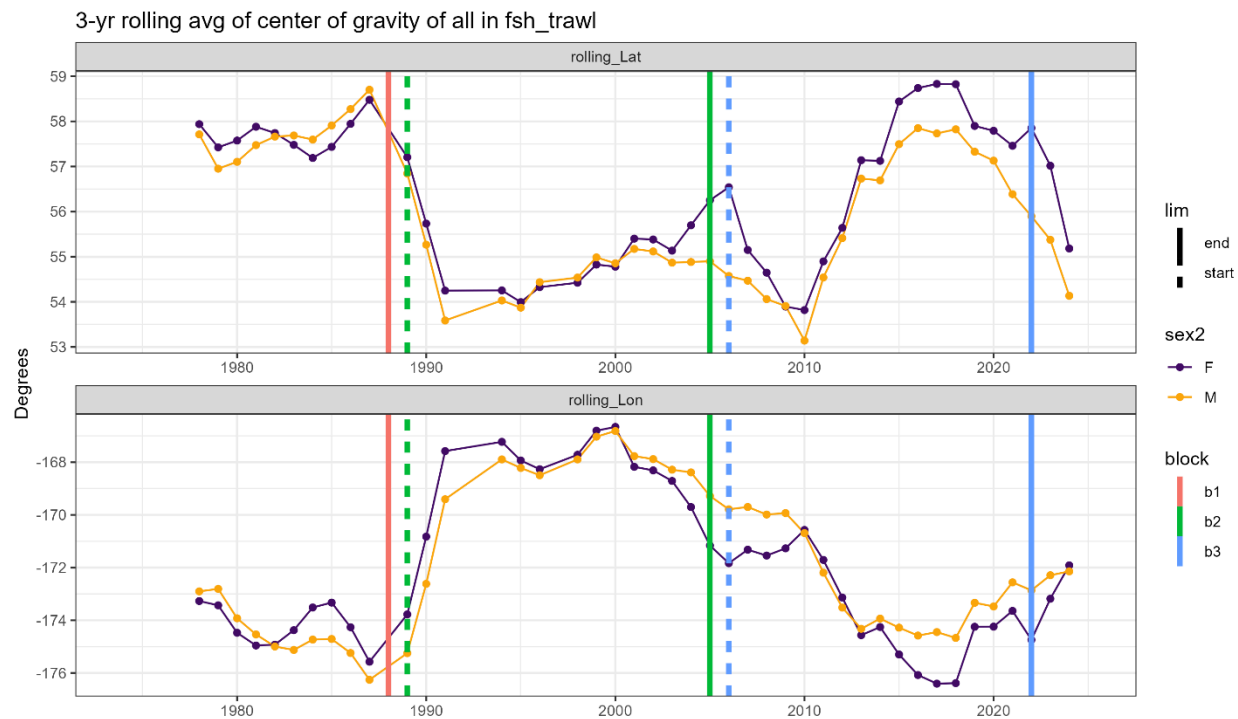 3-yr rolling avg of center of gravity of all in fsh_trawl
rolling_Lat
59
58
57
56
55
54
53
1980 1990 2000 2010 2020
Degrees
rolling_Lon
-168
-170
-172
-174
-176
1980 1990 2000 2010 2020
lim
end
start
sex2
F
M
block
b1
b2
b3